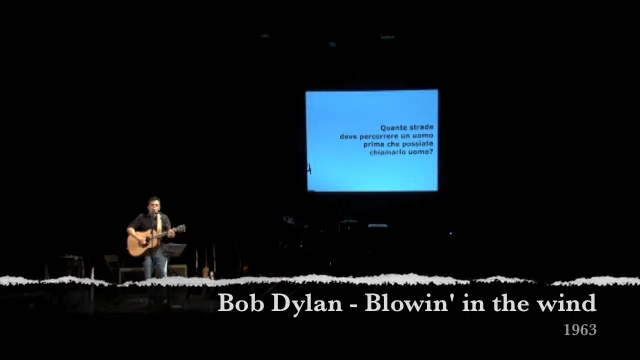 Quante strade
deve percorrere un uomo
prima che possiate
chiamarlo uomo?
Bob Dylan - Blowin' in the wind
1963